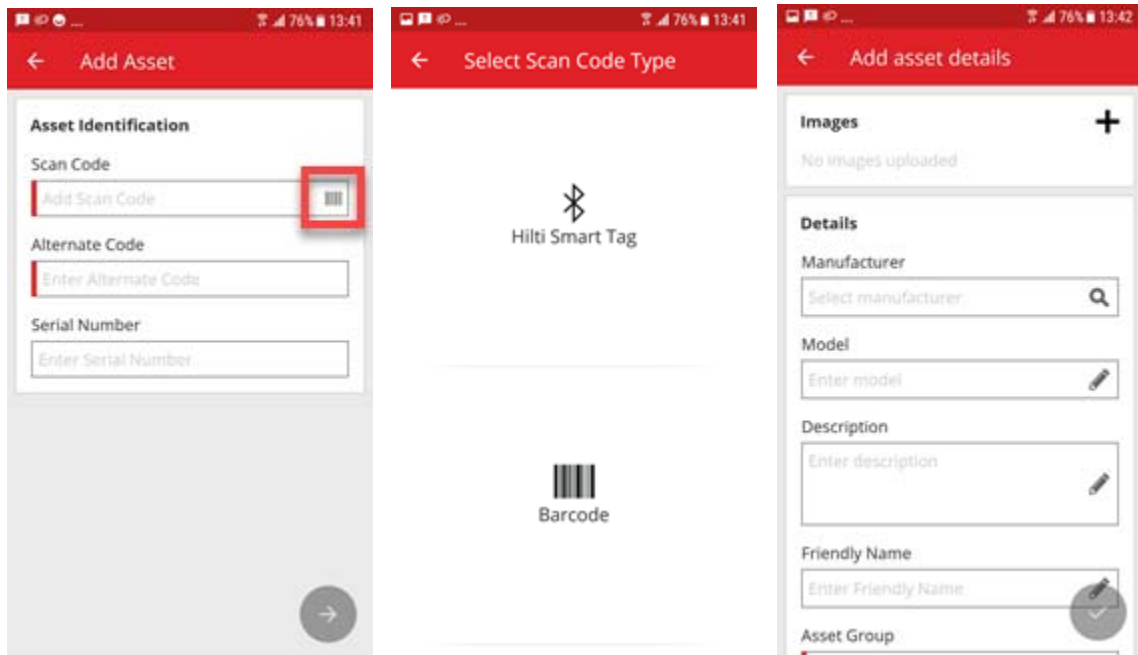 ... 76% 13:41
Add Asset
Asset Identification
Scan Code
Add Scan Code
Alternate Code
Enter Alternate Code
Serial Number
Enter Serial Number
... 76% 13:41
Select Scan Code Type
Hilti Smart Tag
Barcode
... 76% 13:42
Add asset details
Images
No images uploaded
Details
Manufacturer
Select manufacturer
Model
Enter model
Description
Enter description
Friendly Name
Enter Friendly Name
Asset Group